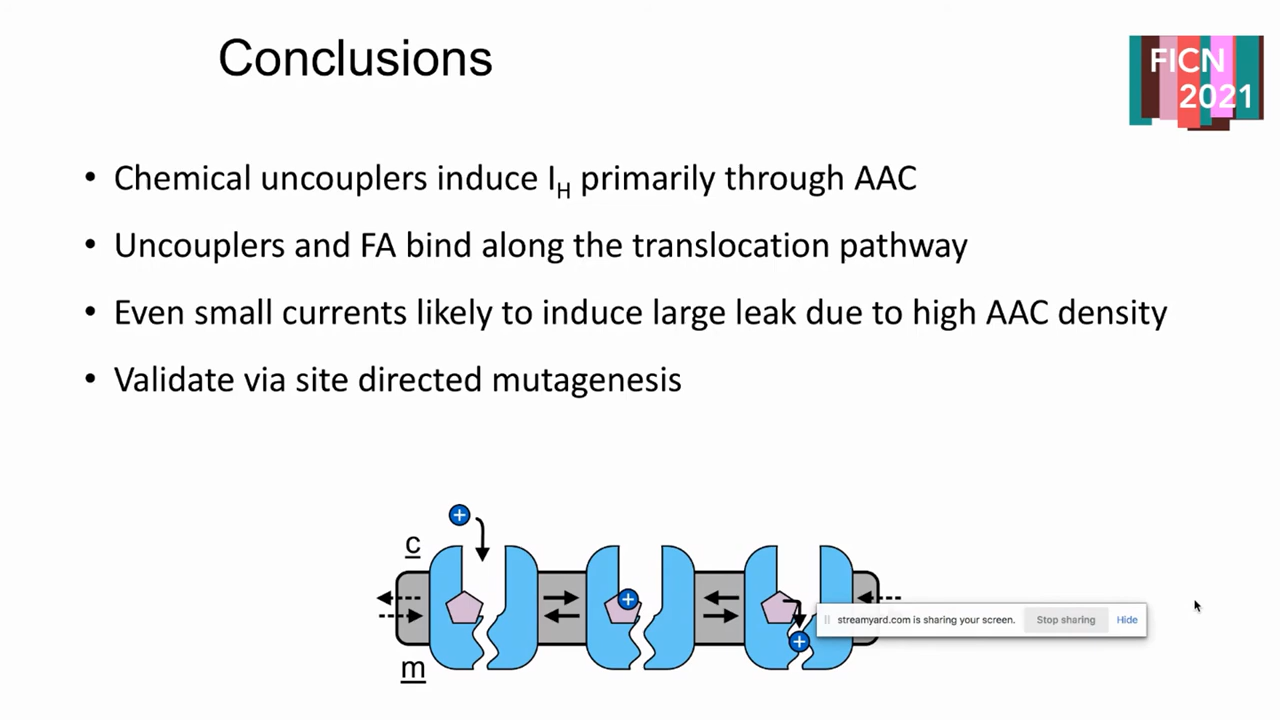 Conclusions
FICN
2021
• Chemical uncouplers induce I_H primarily through AAC
• Uncouplers and FA bind along the translocation pathway
• Even small currents likely to induce large leak due to high AAC density
• Validate via site directed mutagenesis
+
c
+
+
m
streamyard.com is sharing your screen. Stop sharing Hide